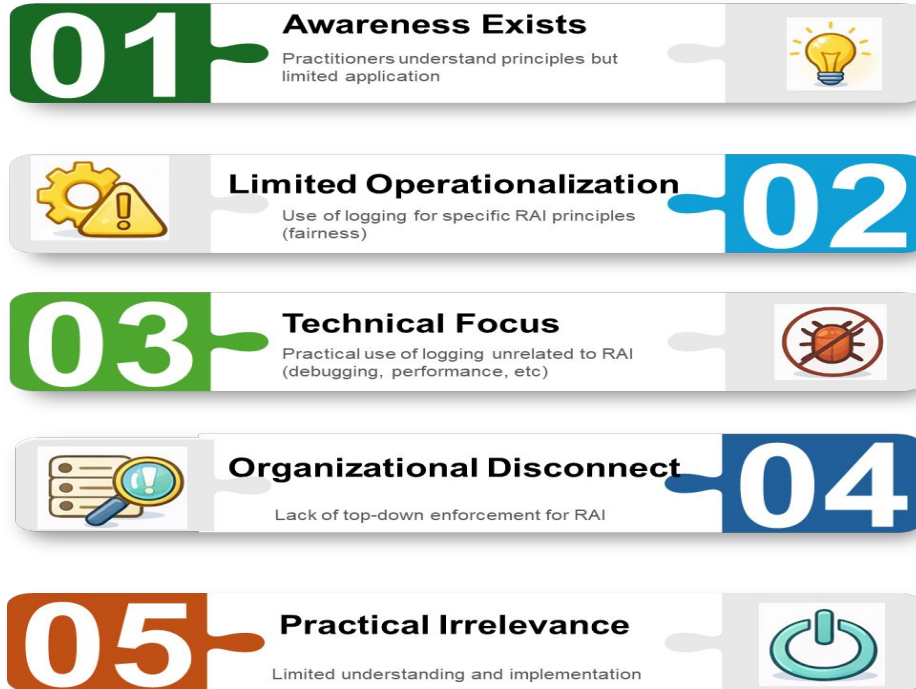 01
Awareness Exists
Practitioners understand principles but
limited application
Limited Operationalization
Use of logging for specific RAI principles
(fairness)
02
03
Technical Focus
Practical use of logging unrelated to RAI
(debugging, performance, etc)
Organizational Disconnect
Lack of top-down enforcement for RAI
04
05
Practical Irrelevance
Limited understanding and implementation